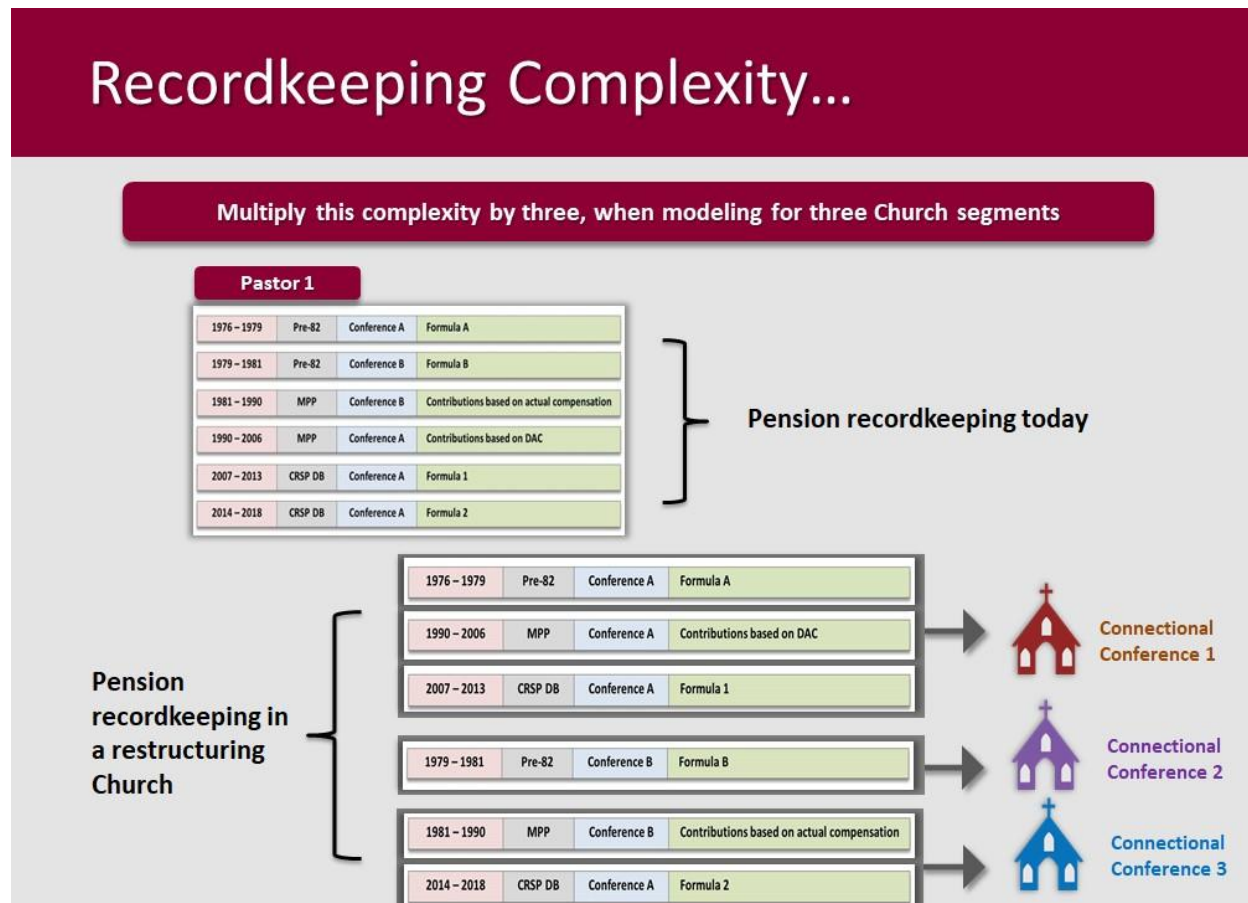 Recordkeeping Complexity...
Multiply this complexity by three, when modeling for three Church segments
Pastor 1
1976 – 1979 Pre-82 Conference A Formula A
1979 – 1981 Pre-82 Conference B Formula B
1981 – 1990 MPP Conference B Contributions based on actual compensation
1990 – 2006 MPP Conference A Contributions based on DAC
2007 – 2013 CRSP DB Conference A Formula 1
2014 – 2018 CRSP DB Conference A Formula 2
Pension recordkeeping today
Pension
recordkeeping in
a restructuring
Church
1976 – 1979 Pre-82 Conference A Formula A
1990 – 2006 MPP Conference A Contributions based on DAC
2007 – 2013 CRSP DB Conference A Formula 1
Connectional
Conference 1
1979 – 1981 Pre-82 Conference B Formula B
Connectional
Conference 2
1981 – 1990 MPP Conference B Contributions based on actual compensation
2014 – 2018 CRSP DB Conference A Formula 2
Connectional
Conference 3